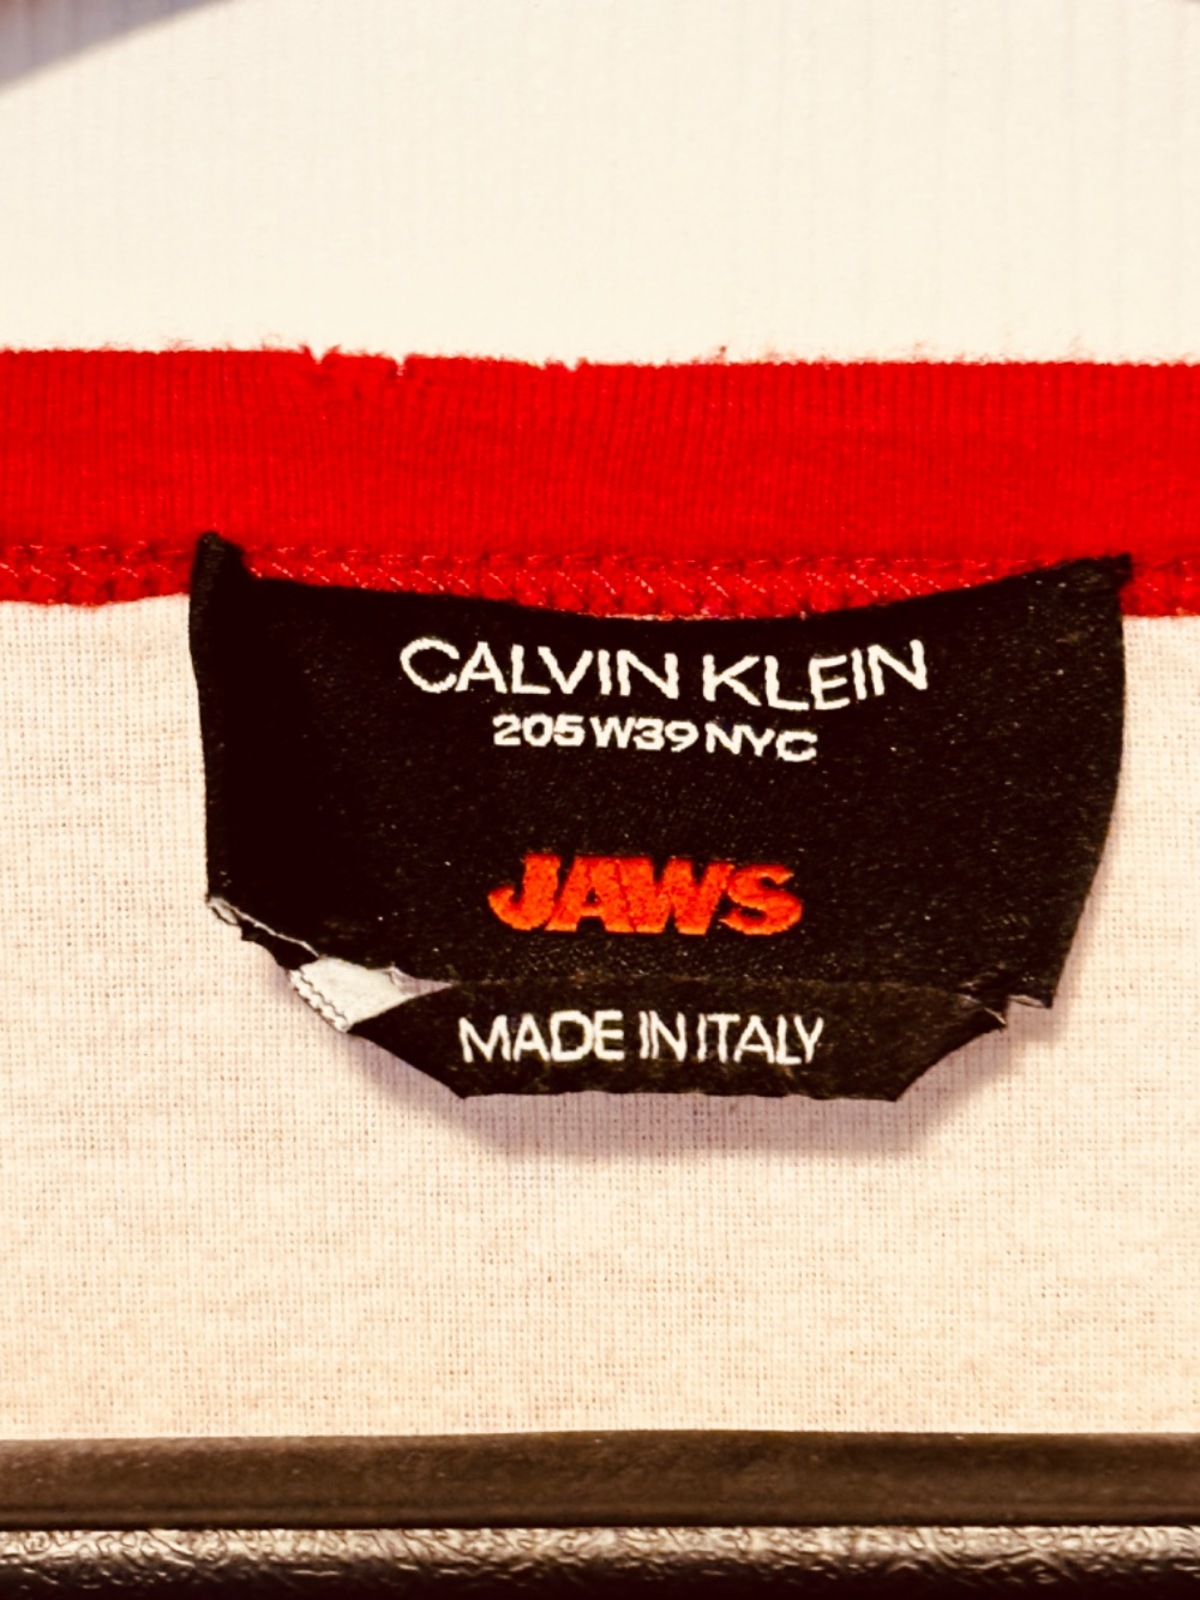 CALVIN KLEIN
205W39NYC
JAWS
MADE IN ITALY